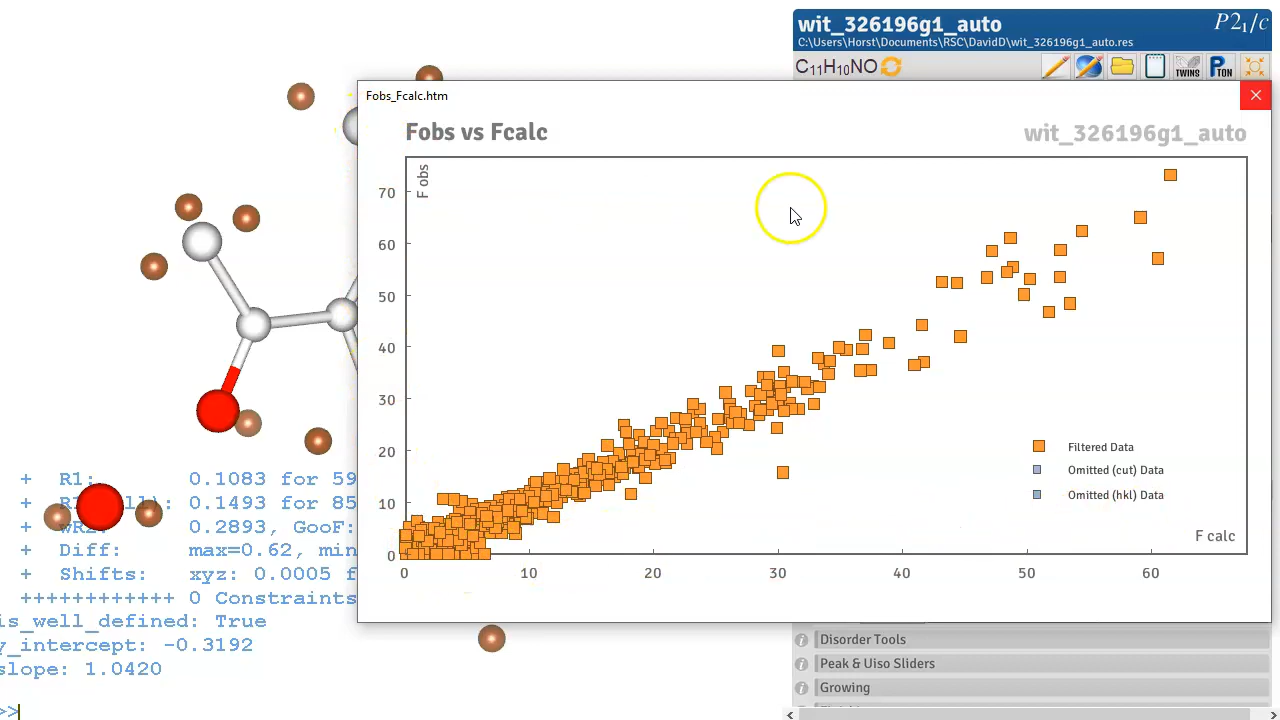 wit_326196g1_auto
P2₁/c
C:\Users\Horst\Documents\RSC\DavidD\wit_326196g1_auto.res
C₁₁H₁₀NO
TWINS
PTON
Fobs_Fcalc.htm
Fobs vs Fcalc
wit_326196g1_auto
F obs
70
60
50
40
30
20
10
0
Filtered Data
Omitted (cut) Data
Omitted (hkl) Data
F calc
0 10 20 30 40 50 60
+ R1: 0.1083 for 59
+ 0.1493 for 85
+ GooF:
+ Diff: max=0.62, min
+ Shifts: xyz: 0.0005 f
++++++++++++ 0 Constraints
is_well_defined: True
y_intercept: -0.3192
slope: 1.0420
>>
Disorder Tools
Peak & Uiso Sliders
Growing